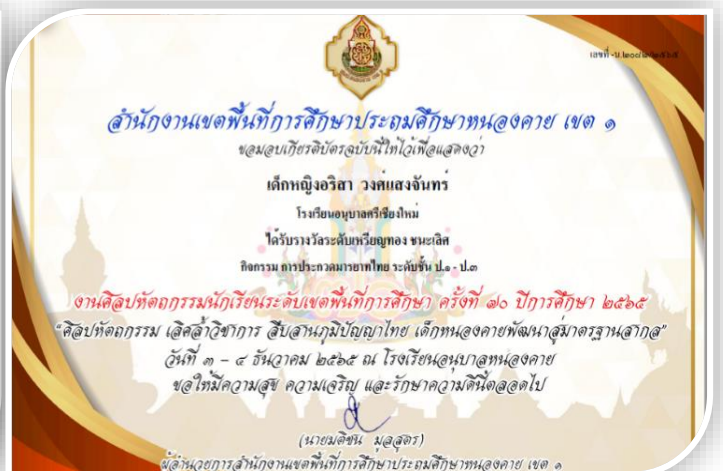 สำนักงานเขตพื้นที่การศึกษาประถมศึกษาหนองคาย เขต ๑
ขอมอบเกียรติบัตรฉบับนี้ให้ไว้เพื่อแสดงว่า
เด็กหญิงอริสา วงศ์แสงจันทร์
โรงเรียนอนุบาลศรีเชียงใหม่
ได้รับรางวัลระดับเหรียญทอง ชนะเลิศ
กิจกรรม การประกวดมารยาทไทย ระดับชั้น ป.๑ - ป.๓
งานศิลปหัตถกรรมนักเรียนระดับเขตพื้นที่การศึกษา ครั้งที่ ๗๐ ปีการศึกษา ๒๕๖๕
"ศิลปหัตถกรรม เลิศล้ำวิชาการ สืบสานภูมิปัญญาไทย เด็กหนองคายพัฒนาสู่มาตรฐานสากล"
วันที่ ๓ – ๔ ธันวาคม ๒๕๖๕ ณ โรงเรียนอนุบาลหนองคาย
ขอให้มีความสุข ความเจริญ และรักษาความดีนี้ตลอดไป
(นายมติชน มูลสูตร)
ผู้อำนวยการสำนักงานเขตพื้นที่การศึกษาประถมศึกษาหนองคาย เขต ๑